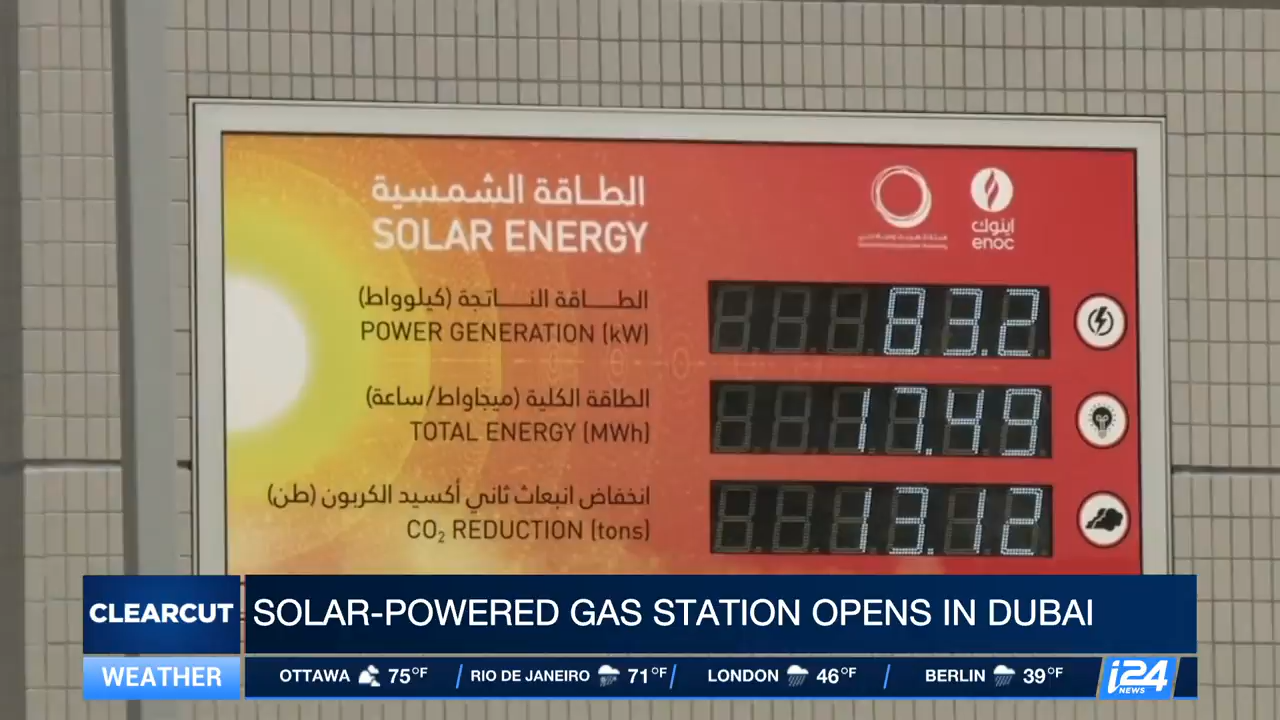 الطاقة الشمسية
SOLAR ENERGY
اينوك
enoc
الطاقة الناتجة (كيلوواط)
POWER GENERATION (kW)
83.2
الطاقة الكلية (ميجاواط/ساعة)
TOTAL ENERGY (MWh)
17.49
انخفاض انبعاث ثاني أكسيد الكربون (طن)
CO₂ REDUCTION (tons)
13.12
CLEARCUT
SOLAR-POWERED GAS STATION OPENS IN DUBAI
WEATHER
OTTAWA 75°F / RIO DE JANEIRO 71°F / LONDON 46°F / BERLIN 39°F
i24
NEWS